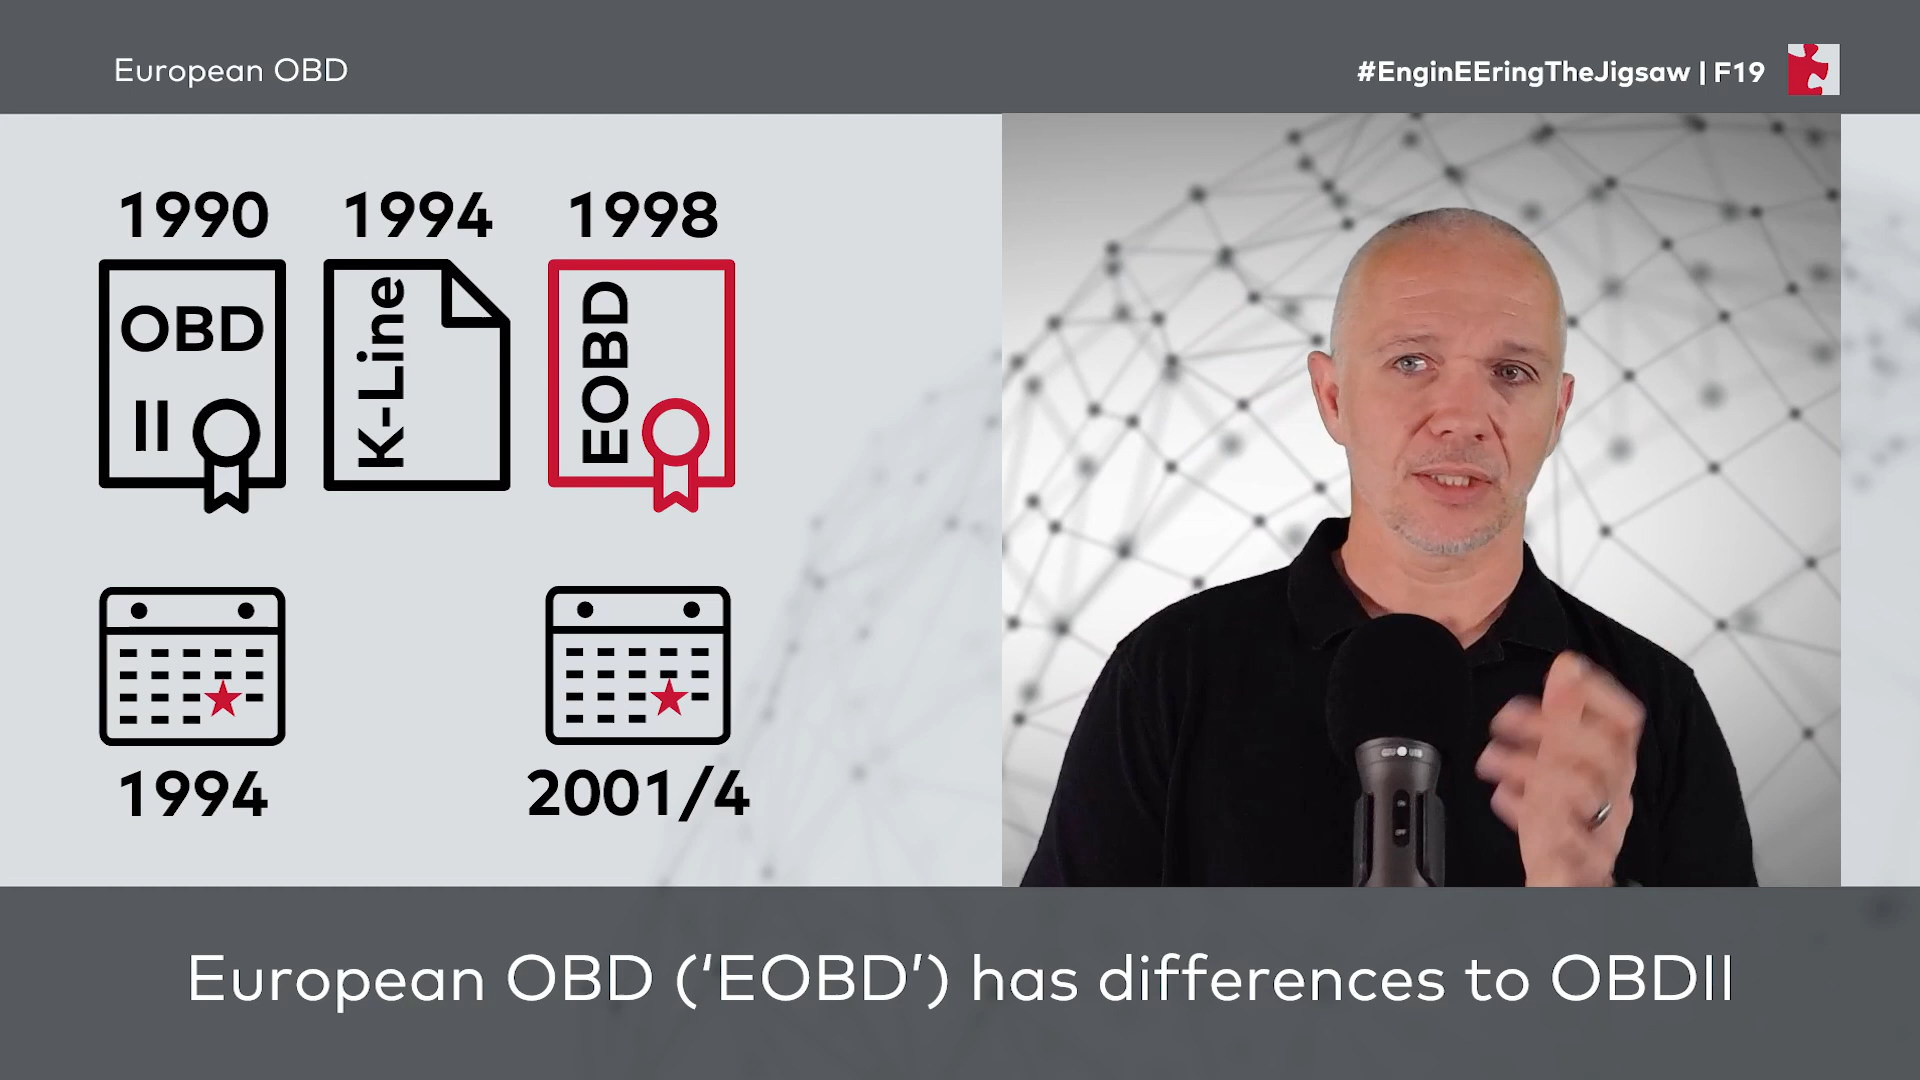 European OBD
#EnginEEringTheJigsaw | F19
1990 1994 1998
OBD
II
K-Line
EOBD
1994
2001/4
European OBD (‘EOBD’) has differences to OBDII